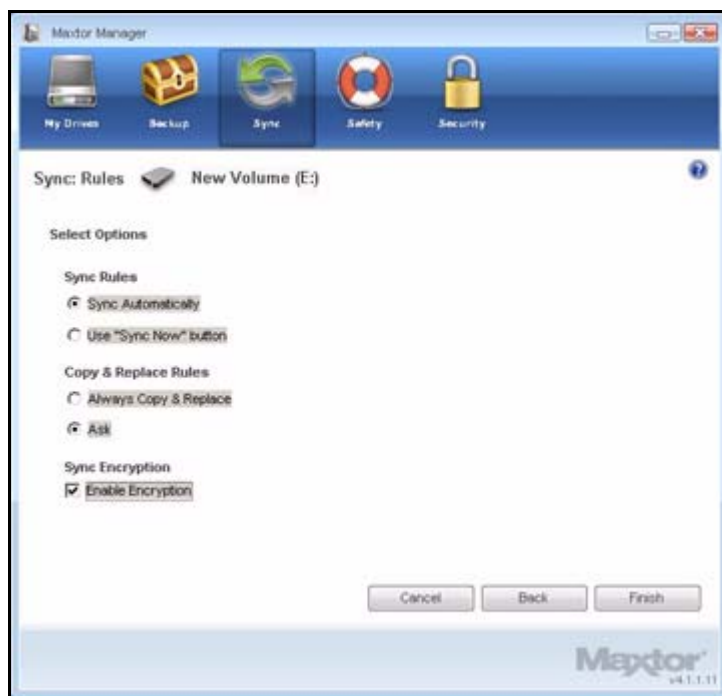 Maxtor Manager
My Drives Backup Sync Safety Security
Sync: Rules New Volume (E:)
Select Options
Sync Rules
Sync Automatically
Use "Sync Now" button
Copy & Replace Rules
Always Copy & Replace
Ask
Sync Encryption
Enable Encryption
Cancel Back Finish
Maxtor
v4.1.1.11